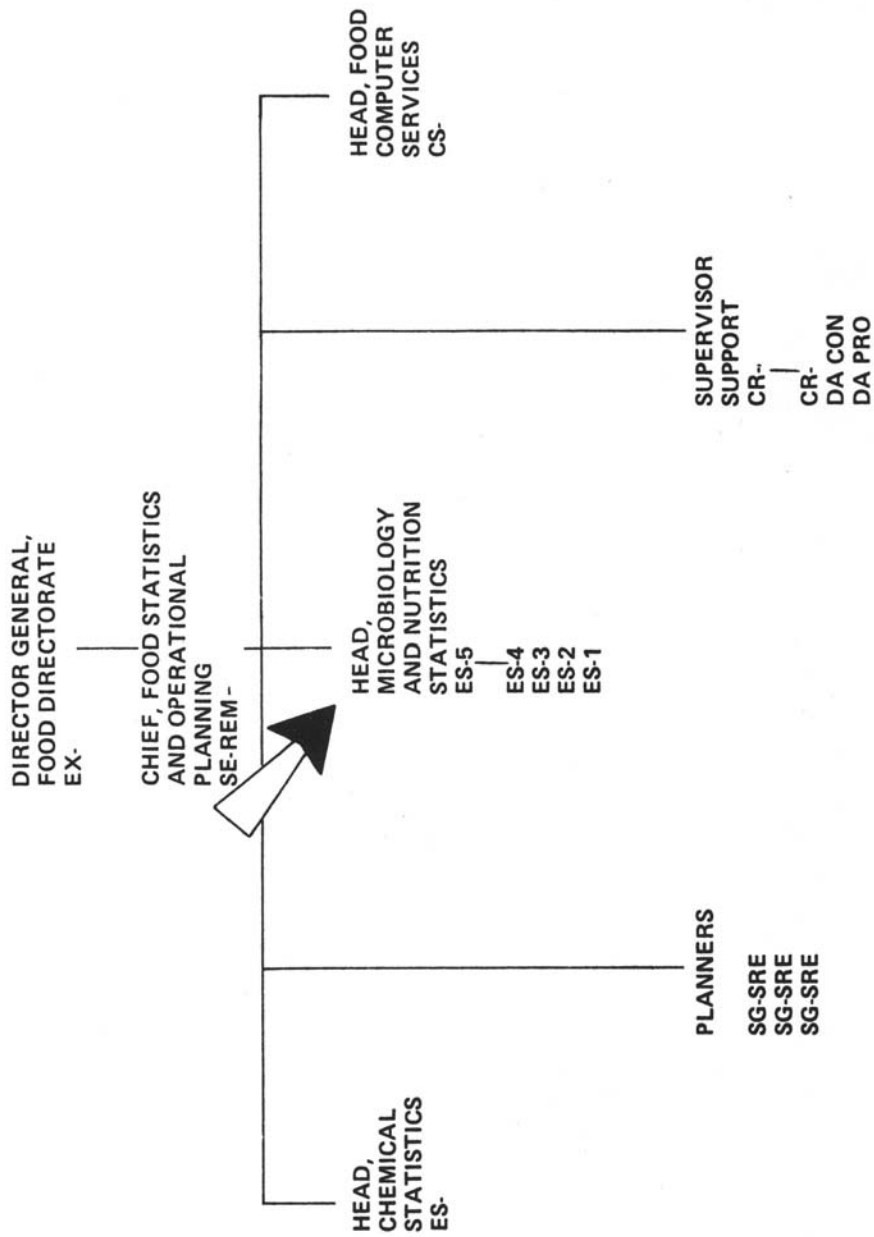 DIRECTOR GENERAL,
FOOD DIRECTORATE
EX-
CHIEF, FOOD STATISTICS
AND OPERATIONAL
PLANNING
SE-REM -
HEAD,
CHEMICAL
STATISTICS
ES-
HEAD,
MICROBIOLOGY
AND NUTRITION
STATISTICS
ES-5
ES-4
ES-3
ES-2
ES-1
HEAD, FOOD
COMPUTER
SERVICES
CS-
PLANNERS
SG-SRE
SG-SRE
SG-SRE
SUPERVISOR
SUPPORT
CR-
CR-
DA CON
DA PRO